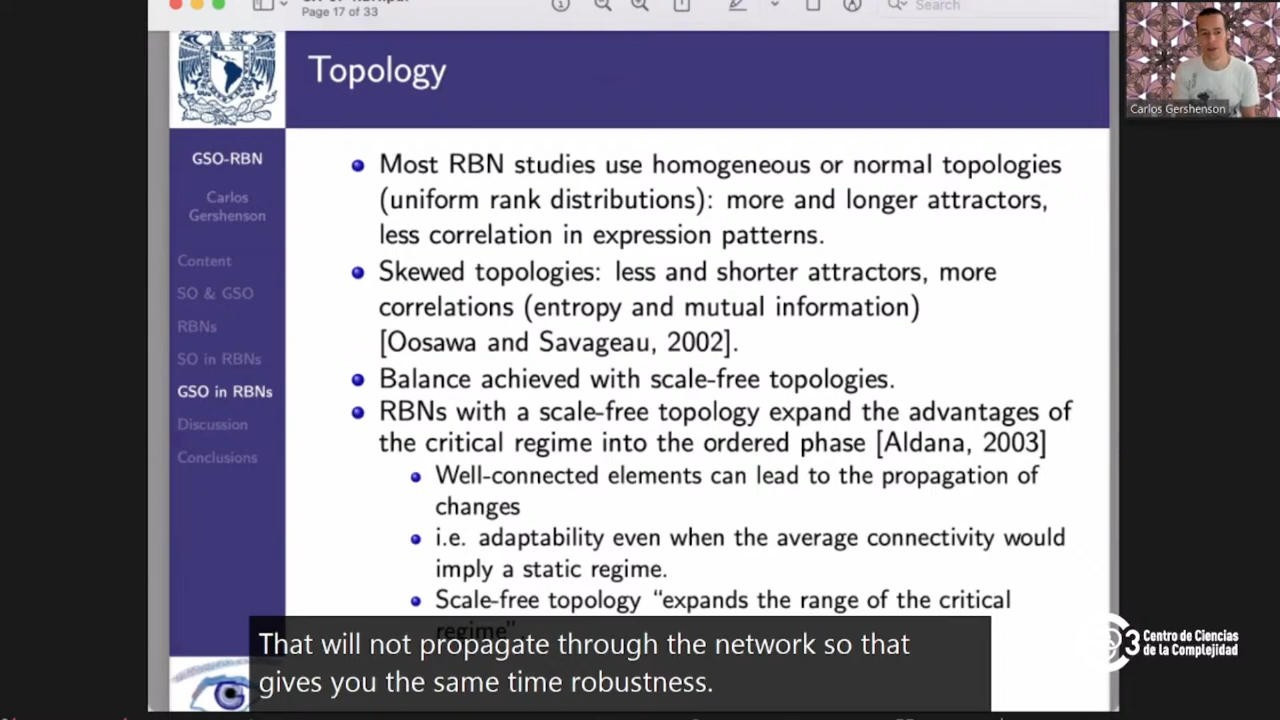 Page 17 of 33
Search
Topology
GSO-RBN
Carlos
Gershenson
Content
SO & GSO
RBNs
SO in RBNs
GSO in RBNs
Discussion
Conclusions
Most RBN studies use homogeneous or normal topologies
(uniform rank distributions): more and longer attractors,
less correlation in expression patterns.
Skewed topologies: less and shorter attractors, more
correlations (entropy and mutual information)
[Oosawa and Savageau, 2002].
Balance achieved with scale-free topologies.
RBNs with a scale-free topology expand the advantages of
the critical regime into the ordered phase [Aldana, 2003]
Well-connected elements can lead to the propagation of
changes
i.e. adaptability even when the average connectivity would
imply a static regime.
Scale-free topology “expands the range of the critical
regime”
That will not propagate through the network so that
gives you the same time robustness.
Carlos Gershenson
C3 Centro de Ciencias
de la Complejidad